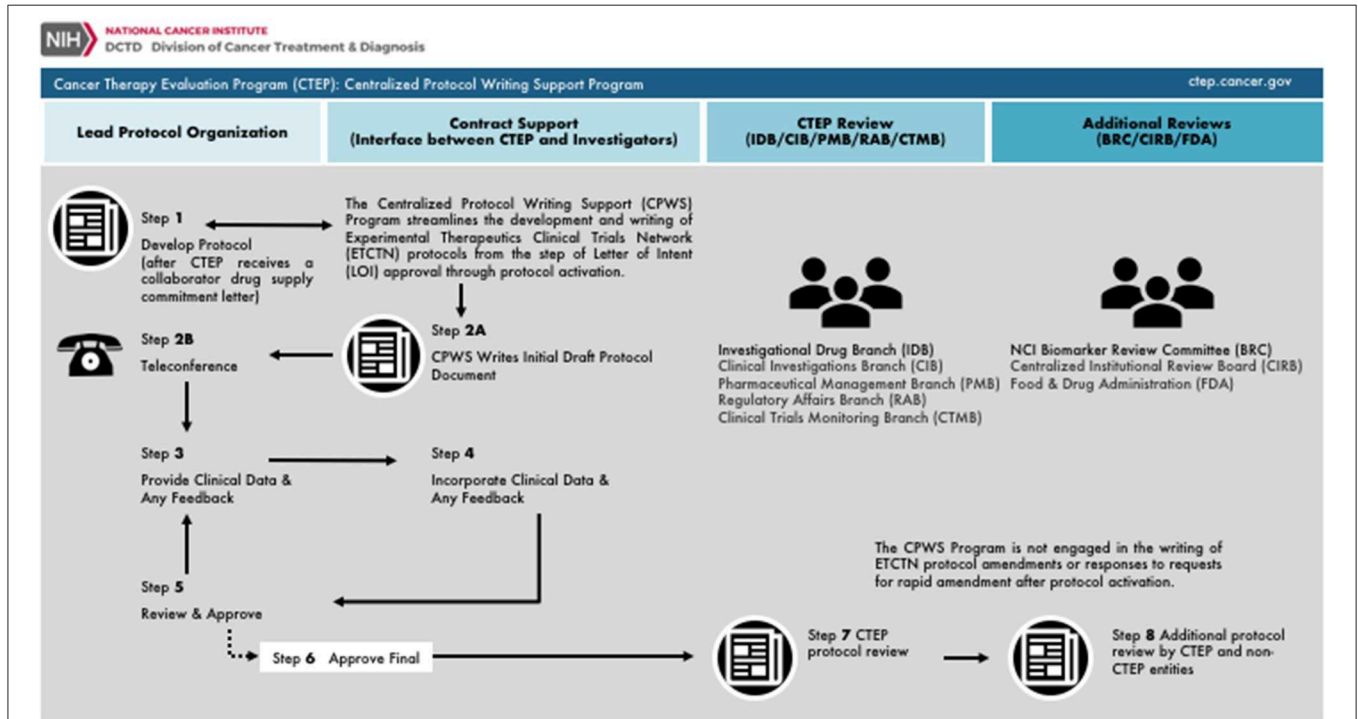 NIH
NATIONAL CANCER INSTITUTE
DCTD Division of Cancer Treatment & Diagnosis
Cancer Therapy Evaluation Program (CTEP): Centralized Protocol Writing Support Program
ctep.cancer.gov
Lead Protocol Organization
Contract Support
(Interface between CTEP and Investigators)
CTEP Review
(IDB/CIB/PMB/RAB/CTMB)
Additional Reviews
(BRC/CIRB/FDA)
Step 1
Develop Protocol
(after CTEP receives a
collaborator drug supply
commitment letter)
The Centralized Protocol Writing Support (CPWS)
Program streamlines the development and writing of
Experimental Therapeutics Clinical Trials Network
(ETCTN) protocols from the step of Letter of Intent
(LOI) approval through protocol activation.
Step 2B
Teleconference
Step 2A
CPWS Writes Initial Draft Protocol
Document
Investigational Drug Branch (IDB)
Clinical Investigations Branch (CIB)
Pharmaceutical Management Branch (PMB)
Regulatory Affairs Branch (RAB)
Clinical Trials Monitoring Branch (CTMB)
NCI Biomarker Review Committee (BRC)
Centralized Institutional Review Board (CIRB)
Food & Drug Administration (FDA)
Step 3
Provide Clinical Data &
Any Feedback
Step 4
Incorporate Clinical Data &
Any Feedback
The CPWS Program is not engaged in the writing of
ETCTN protocol amendments or responses to requests
for rapid amendment after protocol activation.
Step 5
Review & Approve
Step 6 Approve Final
Step 7 CTEP
protocol review
Step 8 Additional protocol
review by CTEP and non-
CTEP entities